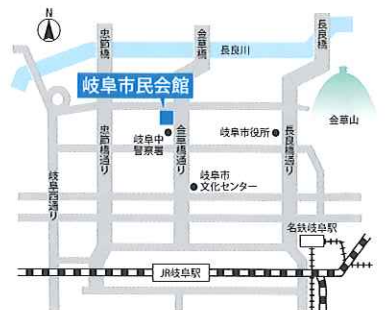 N
忠節橋
金華橋
長良橋
長良川
岐阜市民会館
金華山
岐阜中
警察署
岐阜市役所
忠節橋通り
金華橋通り
長良橋通り
岐阜市
文化センター
岐阜西通り
名鉄岐阜駅
JR岐阜駅